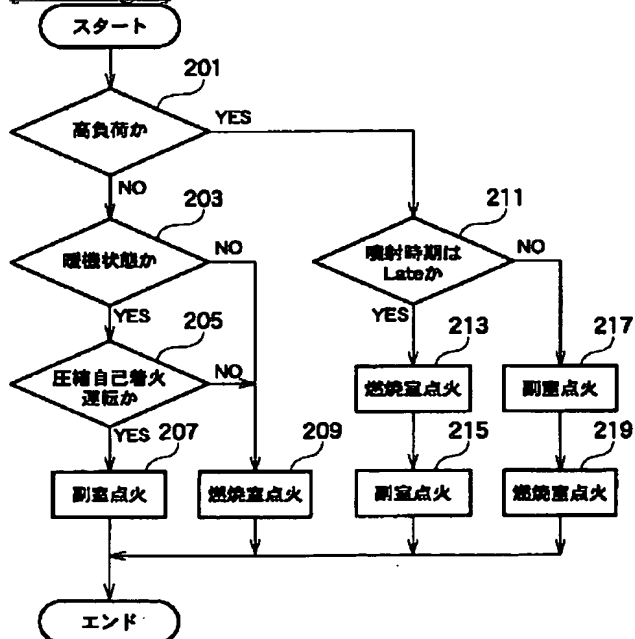 スタート
201
高負荷か
YES
NO
203
暖機状態か
NO
YES
205
圧縮自己着火
運転か
NO
YES
207
副室点火
209
燃焼室点火
211
噴射時期は
Lateか
NO
YES
213
燃焼室点火
215
副室点火
217
副室点火
219
燃焼室点火
エンド